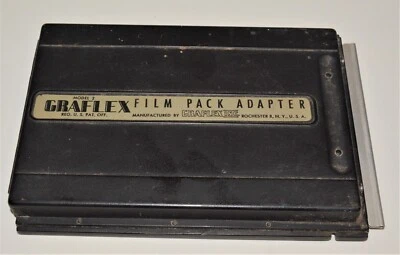 MODEL 2
GRAFLEX FILM PACK ADAPTER
REG. U. S. PAT. OFF. MANUFACTURED BY GRAFLEX ROCHESTER 8, N. Y., U. S. A.